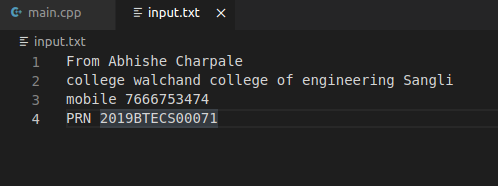 main.cpp input.txt
input.txt
1 From Abhishe Charpale
2 college walchand college of engineering Sangli
3 mobile 7666753474
4 PRN 2019BTECS00071